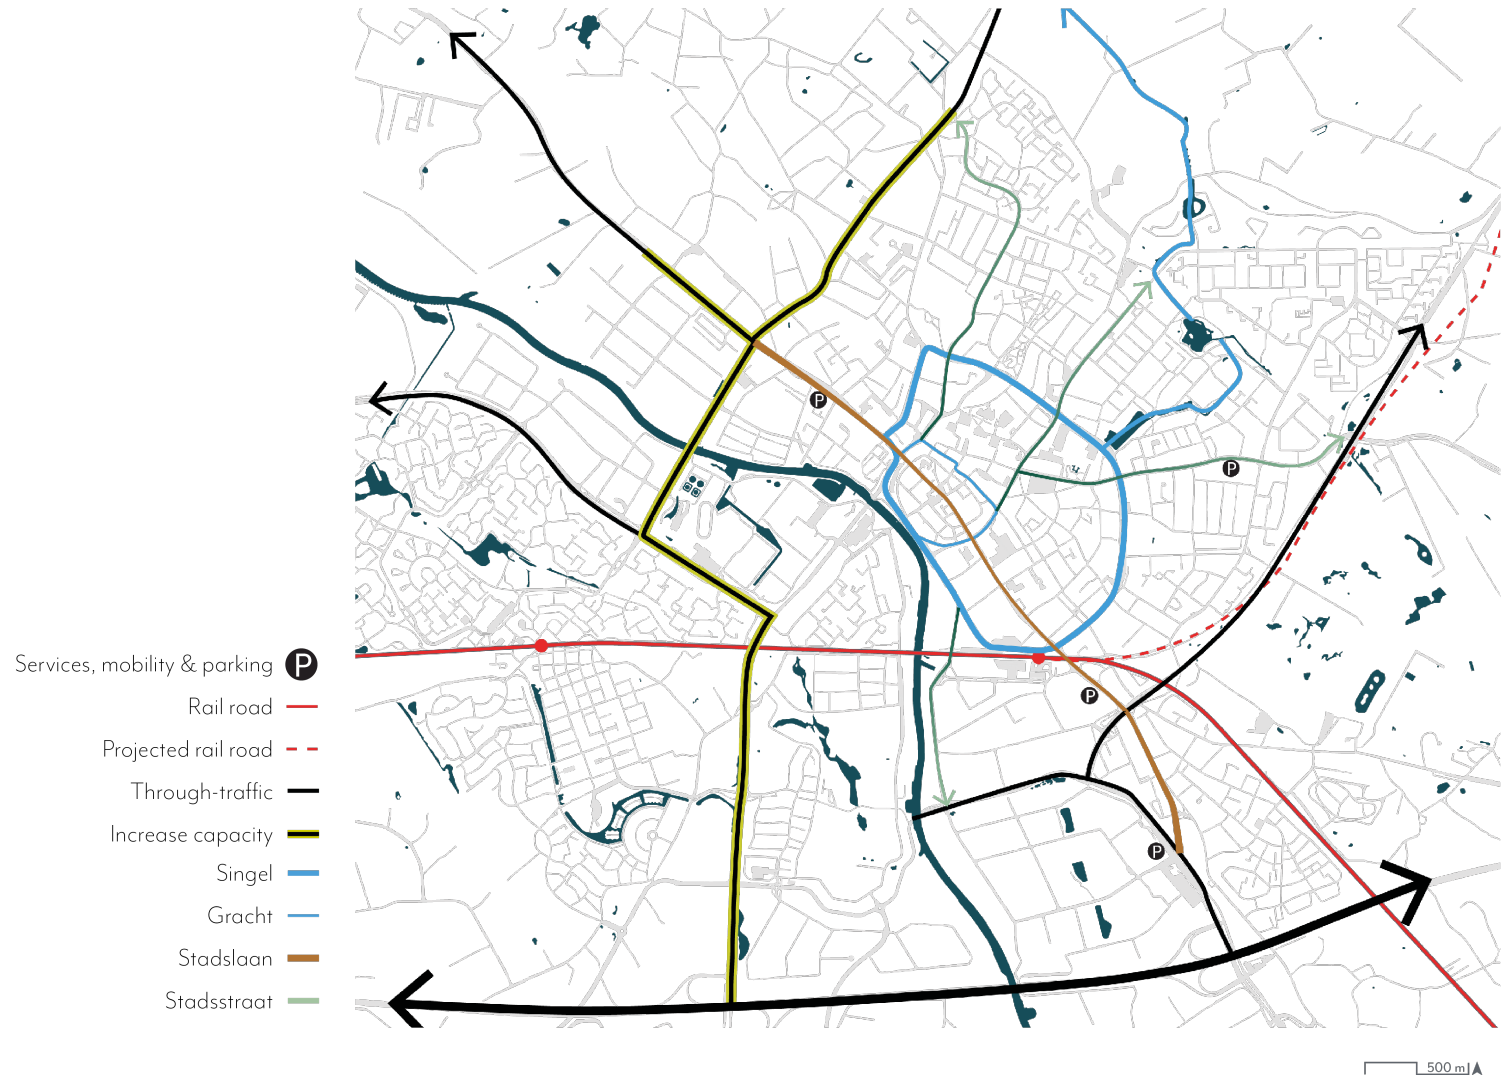 Services, mobility & parking P
Rail road
Projected rail road
Through-traffic
Increase capacity
Singel
Gracht
Stadslaan
Stadsstraat
P
P
P
P
500 m